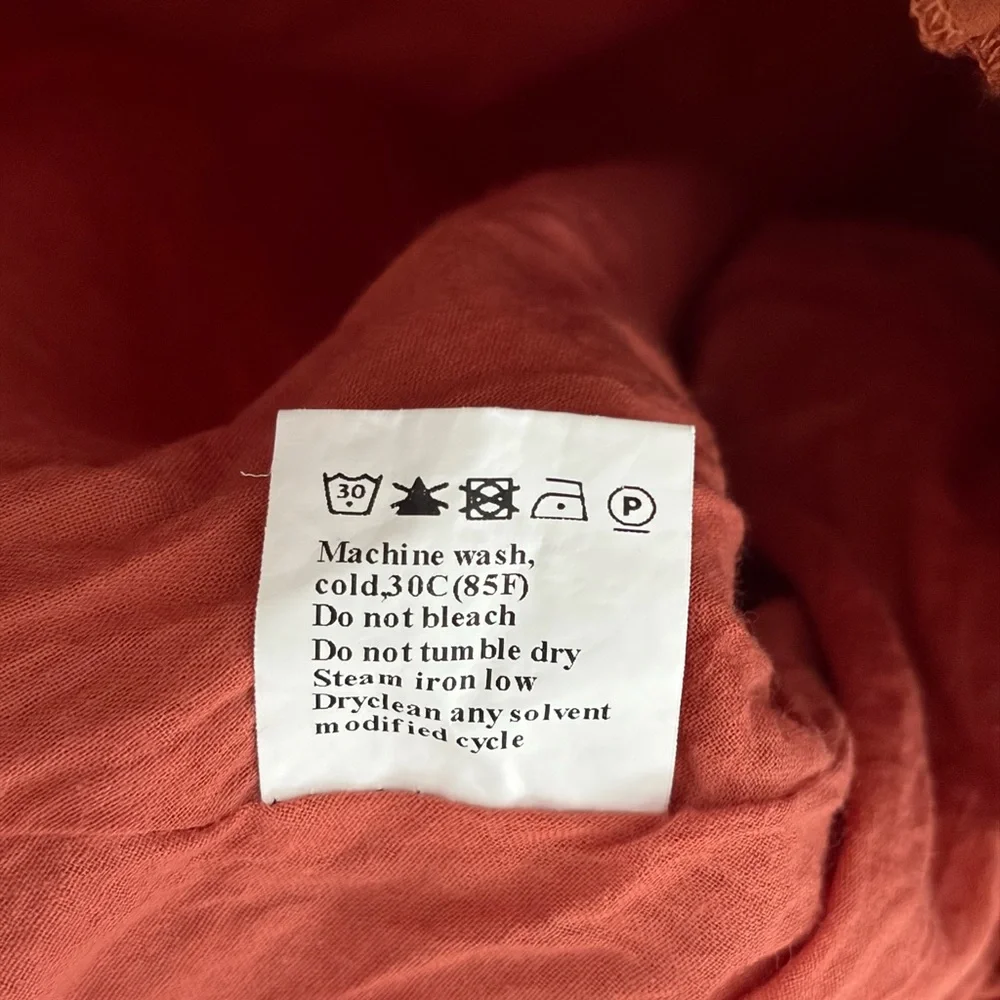 30 P
Machine wash,
cold,30C(85F)
Do not bleach
Do not tumble dry
Steam iron low
Dryclean any solvent
modified cycle